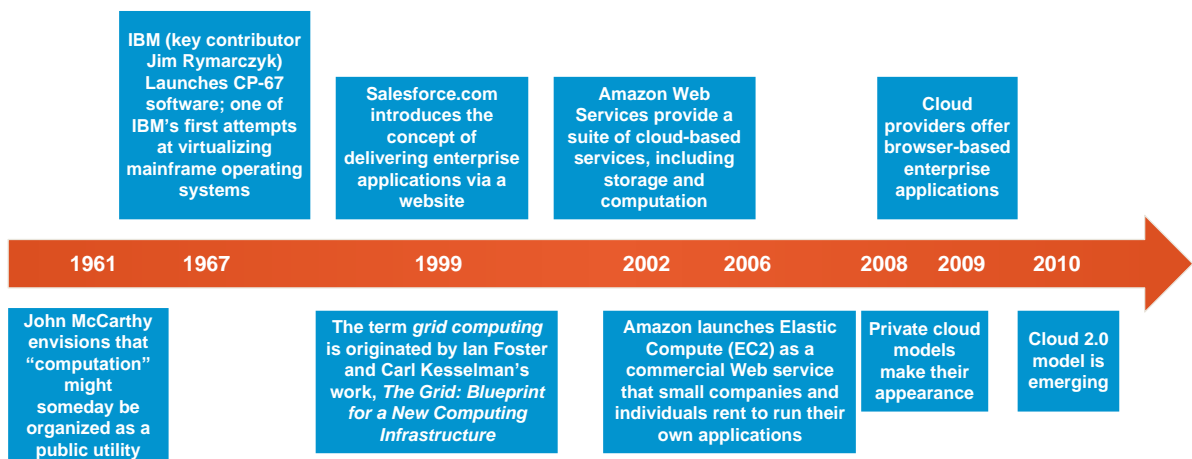 IBM (key contributor
Jim Rymarczyk)
Launches CP-67
software; one of
IBM's first attempts
at virtualizing
mainframe operating
systems
Salesforce.com
introduces the
concept of
delivering enterprise
applications via a
website
Amazon Web
Services provide a
suite of cloud-based
services, including
storage and
computation
Cloud
providers offer
browser-based
enterprise
applications
1961
1967
1999
2002
2006
2008
2009
2010
John McCarthy
envisions that
“computation”
might
someday be
organized as a
public utility
The term grid computing
is originated by Ian Foster
and Carl Kesselman's
work, The Grid: Blueprint
for a New Computing
Infrastructure
Amazon launches Elastic
Compute (EC2) as a
commercial Web service
that small companies and
individuals rent to run their
own applications
Private cloud
models
make their
appearance
Cloud 2.0
model is
emerging